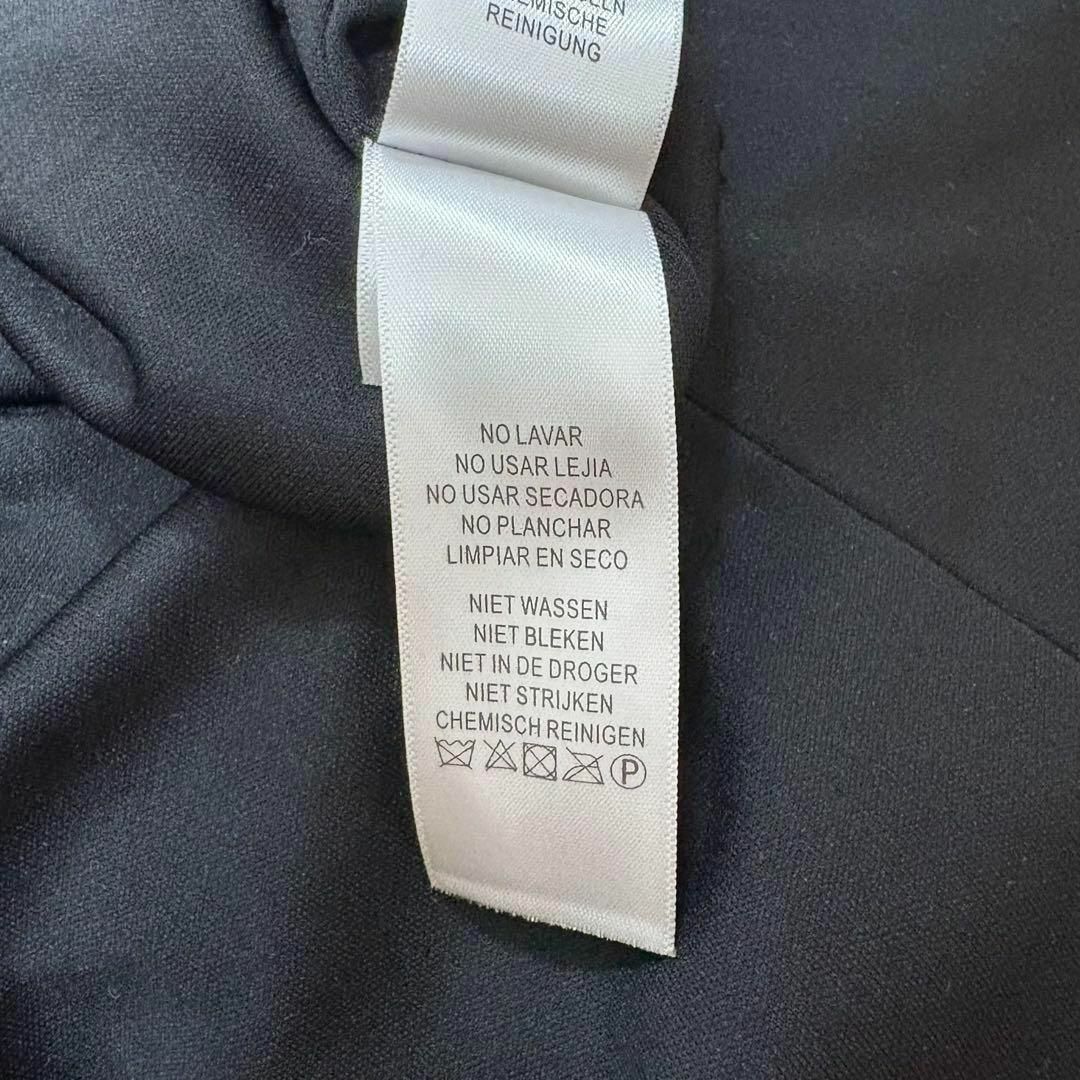 REINIGUNG
NO LAVAR
NO USAR LEJIA
NO USAR SECADORA
NO PLANCHAR
LIMPIAR EN SECO
NIET WASSEN
NIET BLEKEN
NIET IN DE DROGER
NIET STRIJKEN
CHEMISCH REINIGEN
P